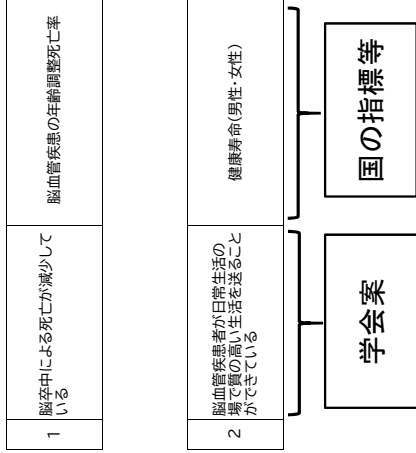 1
脳卒中による死亡が減少して
いる
脳血管疾患の年齢調整死亡率
2
脳血管疾患者が日常生活の
場で質の高い生活を送ること
ができている
健康寿命(男性・女性)
学会案
国の指標等